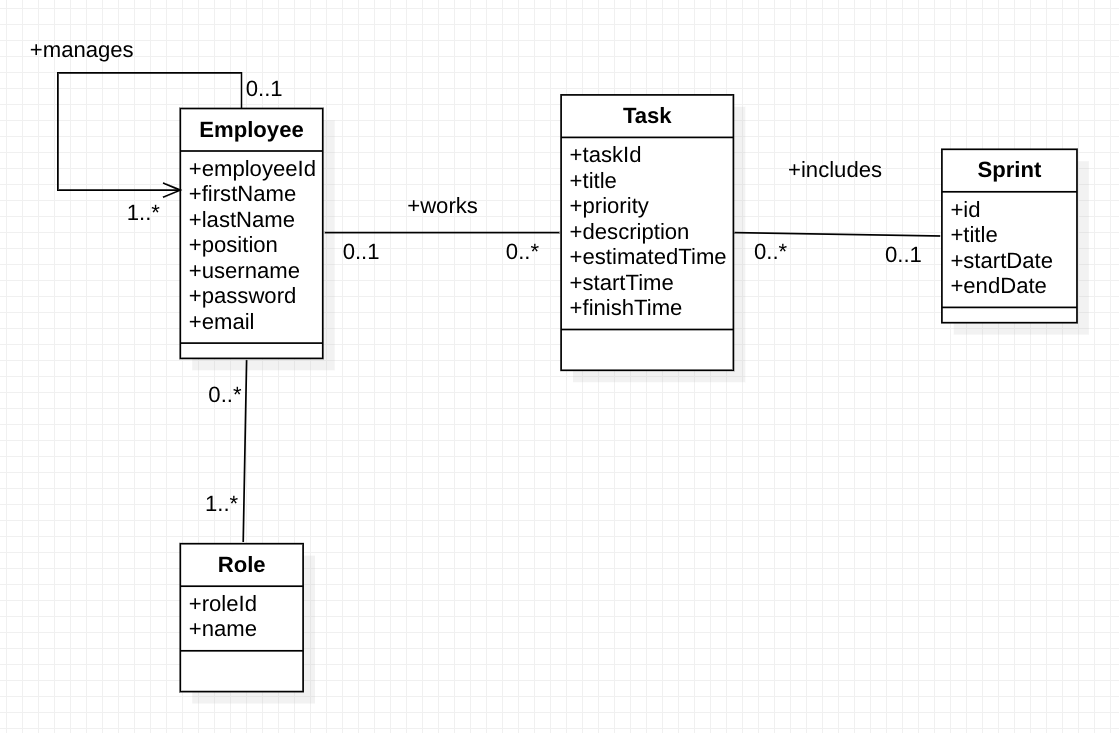 +manages
0..1
Employee
+employeeId
+firstName
+lastName
+position
+username
+password
+email
1..*
+works
0..1
0..*
Task
+taskId
+title
+priority
+description
+estimatedTime
+startTime
+finishTime
+includes
0..*
0..1
Sprint
+id
+title
+startDate
+endDate
0..*
1..*
Role
+roleId
+name